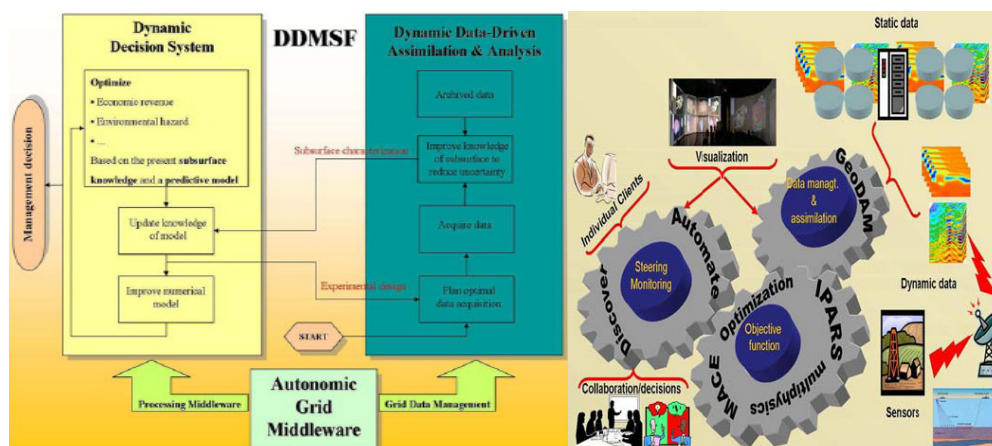 Dynamic
Decision System
Optimize
• Economic revenue
• Environmental hazard
• ...
Based on the present subsurface
knowledge and a predictive model
Update knowledge
of model
Improve numerical
model
Management decision
DDMSF
Subsurface characterization
Experimental design
START
Dynamic Data-Driven
Assimilation & Analysis
Archived data
Improve knowledge
of subsurface to
reduce uncertainty
Acquire data
Plan optimal
data acquisition
Processing Middleware
Autonomic
Grid
Middleware
Grid Data Management
Static data
Visualization
Individual Clients
Discover
Automate
Steering
Monitoring
GeoDAM
Data managt.
&
assimilation
Dynamic data
Optimization
IPARS
MACE
multiphysics
Objective
function
Collaboration/decisions
Sensors